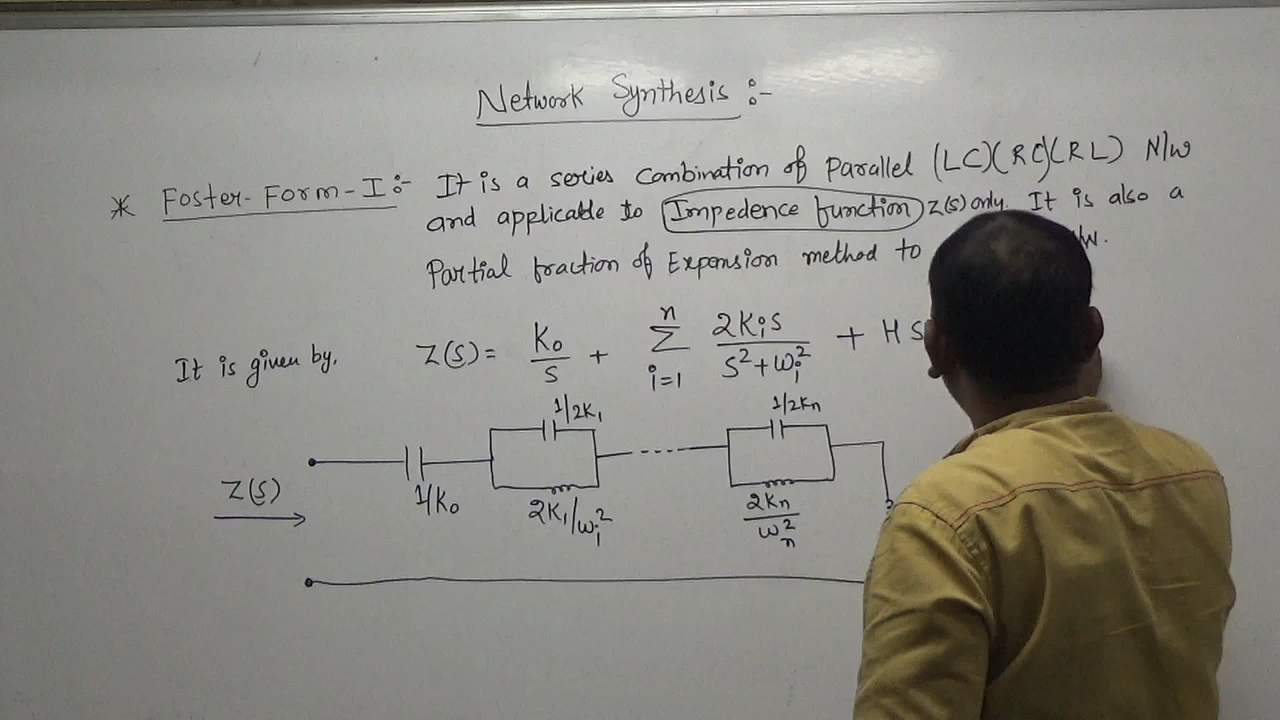 Network Synthesis :-
* Foster-Form-I :- It is a series Combination of Parallel (LC)(RC)(RL) N/w
and applicable to Impedence function Z(s) only. It is also a
Partial fraction of Expension method to
It is given by, Z(s) = K₀/s + Σ i=1 n 2Kᵢs/s²+ωᵢ² + Hs
1/2K₁ 1/2Kn
Z(s) 1/K₀ 2K₁/ω₁² 2Kn/ωn²